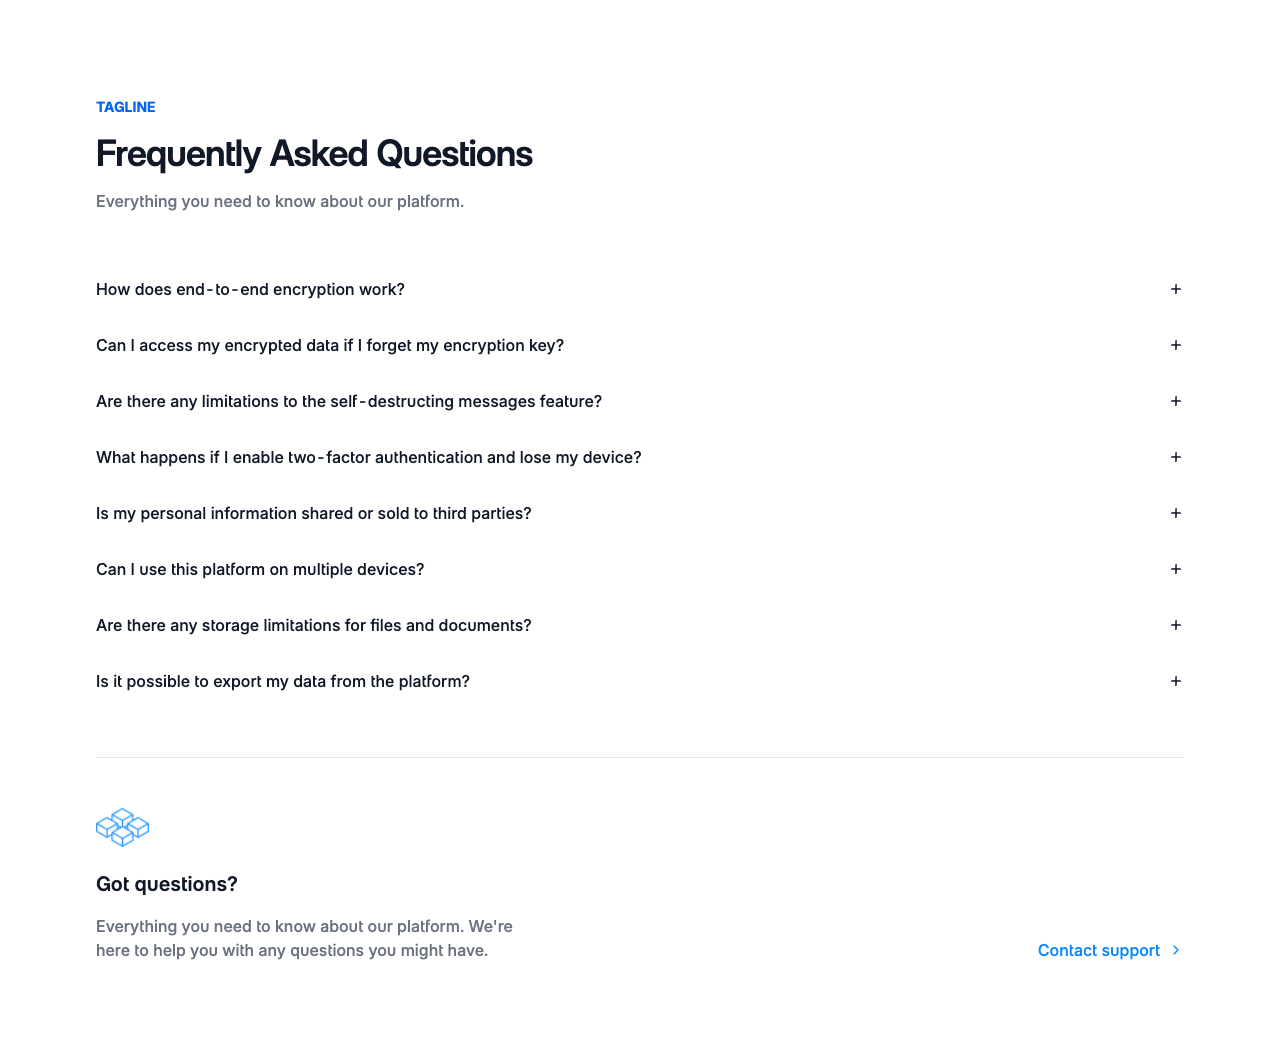 TAGLINE
Frequently Asked Questions
Everything you need to know about our platform.
How does end-to-end encryption work?
Can I access my encrypted data if I forget my encryption key?
Are there any limitations to the self-destructing messages feature?
What happens if I enable two-factor authentication and lose my device?
Is my personal information shared or sold to third parties?
Can I use this platform on multiple devices?
Are there any storage limitations for files and documents?
Is it possible to export my data from the platform?
Got questions?
Everything you need to know about our platform. We're
here to help you with any questions you might have.
Contact support